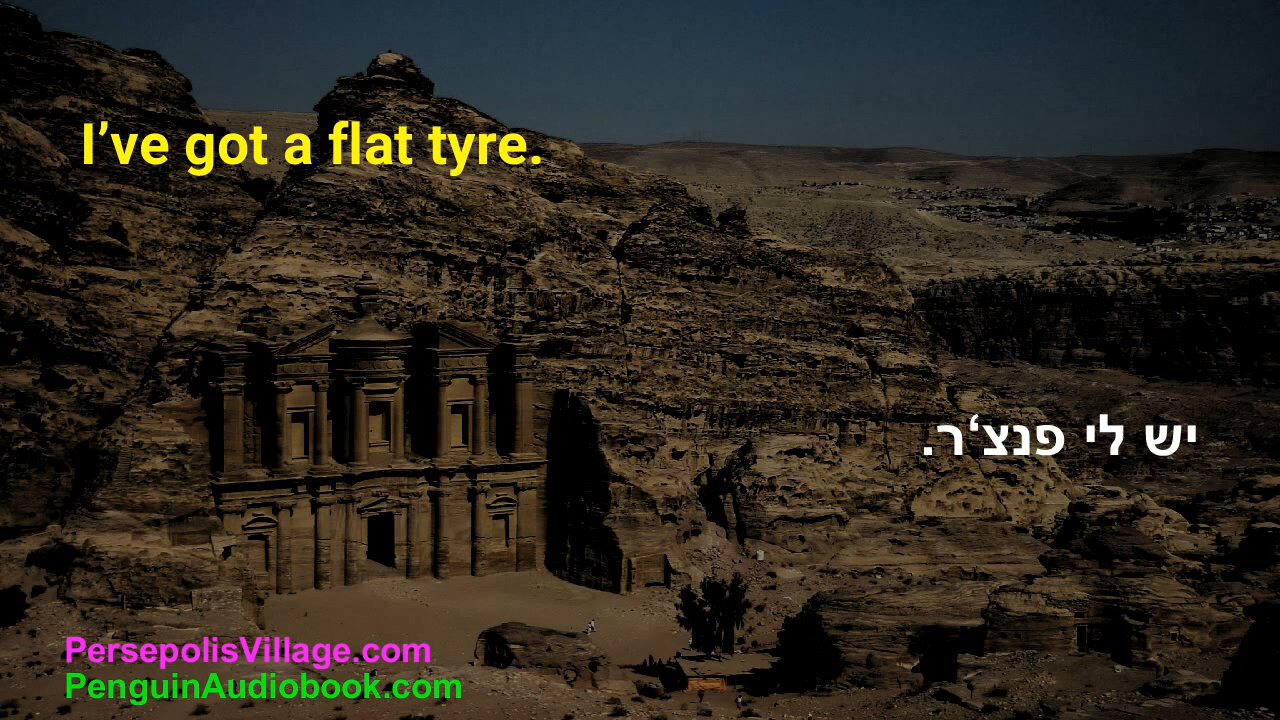 I’ve got a flat tyre.
יש לי פנצ‘ר.
PersepolisVillage.com
PenguinAudiobook.com